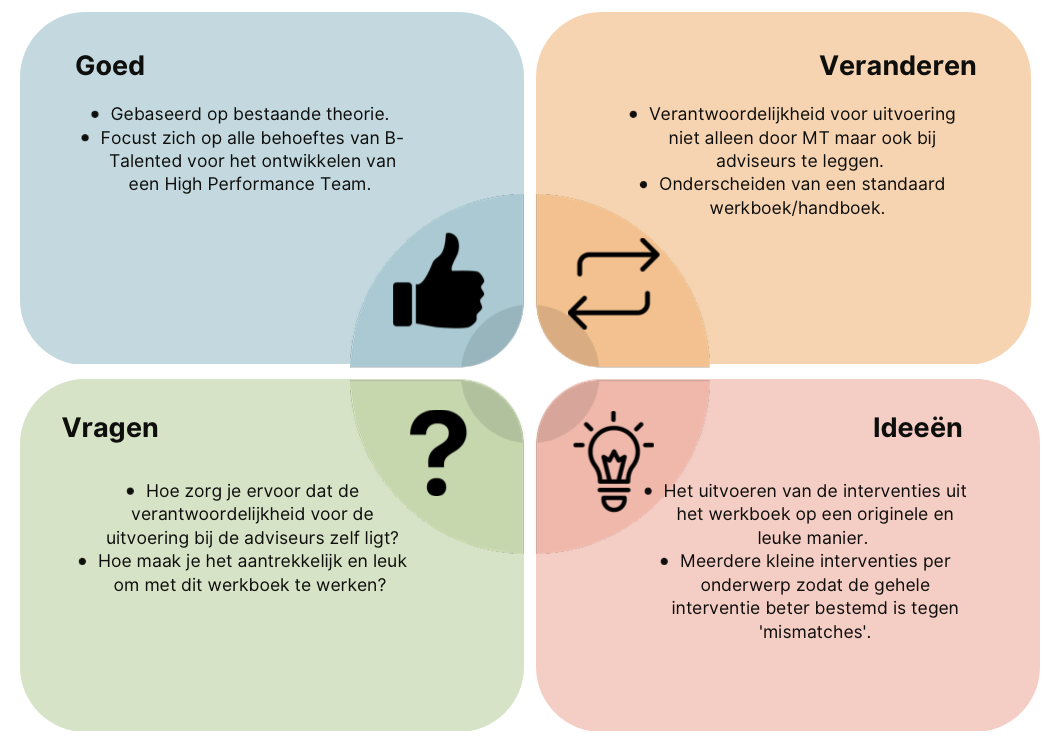 Goed
• Gebaseerd op bestaande theorie.
• Focust zich op alle behoeftes van B-
Talented voor het ontwikkelen van
een High Performance Team.
Veranderen
• Verantwoordelijkheid voor uitvoering
niet alleen door MT maar ook bij
adviseurs te leggen.
• Onderscheiden van een standaard
werkboek/handboek.
Vragen
• Hoe zorg je ervoor dat de
verantwoordelijkheid voor de
uitvoering bij de adviseurs zelf ligt?
• Hoe maak je het aantrekkelijk en leuk
om met dit werkboek te werken?
Ideeën
• Het uitvoeren van de interventies uit
het werkboek op een originele en
leuke manier.
• Meerdere kleine interventies per
onderwerp zodat de gehele
interventie beter bestemd is tegen
'mismatches'.